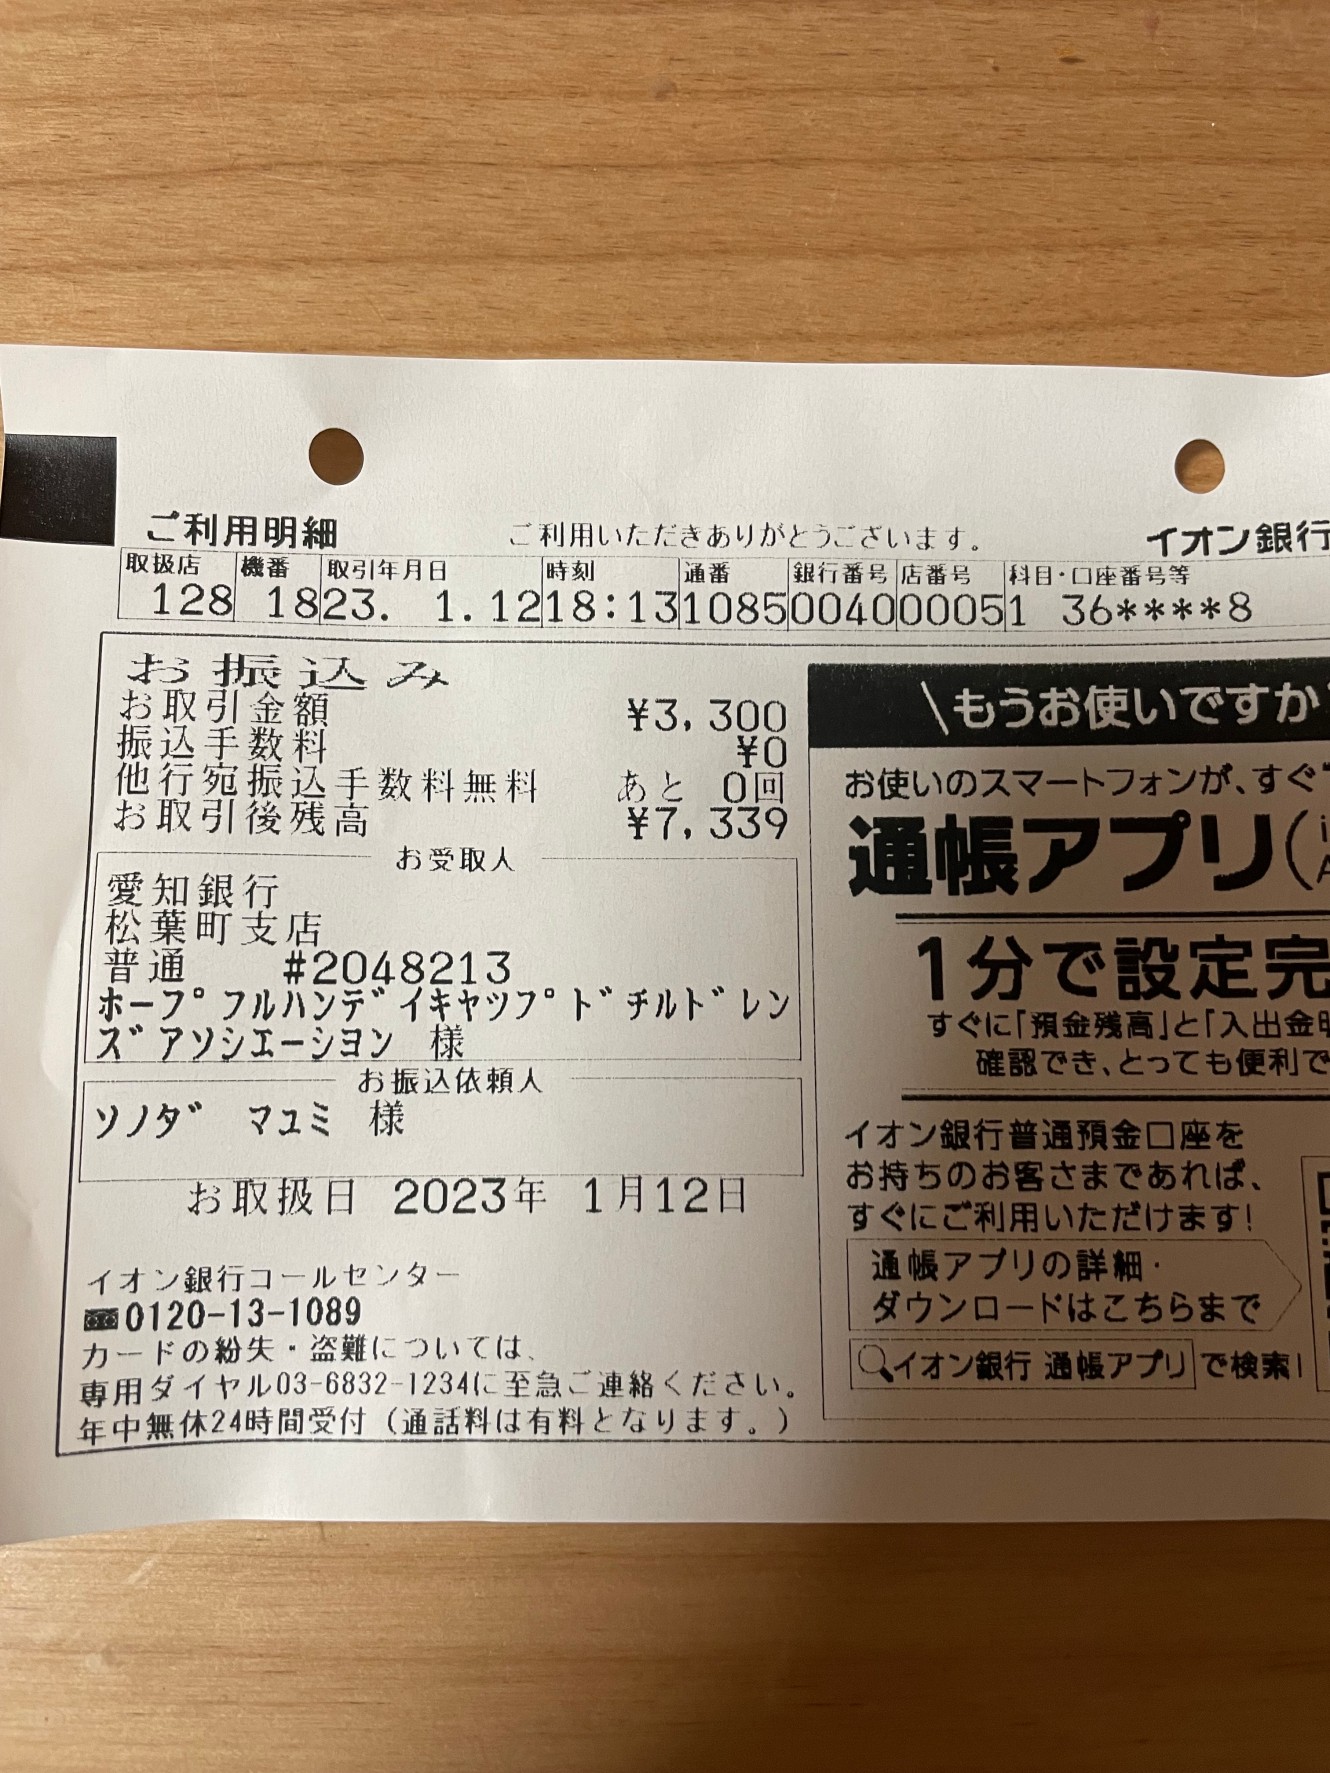 ご利用明細 ご利用いただきありがとうございます。 イオン銀行
取扱店 機番 取引年月日 時刻 通番 銀行番号 店番号 科目・口座番号等
128 18 23. 1.12 18:13 1085 0040 0005 1 36****8
お振込み
お取引金額 ¥3,300
振込手数料 ¥0
他行宛振込手数料無料 あと 0回
お取引後残高 ¥7,339
お受取人
愛知銀行
松葉町支店
普通 #2048213
ホープフルハンデイキヤツプドチルドレン
ズアソシエーシヨン 様
お振込依頼人
ソノダ マユミ 様
お取扱日 2023年 1月12日
イオン銀行コールセンター
0120-13-1089
カードの紛失・盗難については、
専用ダイヤル03-6832-1234に至急ご連絡ください。
年中無休24時間受付(通話料は有料となります。)
\もうお使いですか
お使いのスマートフォンが、すぐ
通帳アプリ(
1分で設定完
すぐに「預金残高」と「入出金明
確認でき、とっても便利で
イオン銀行普通預金口座を
お持ちのお客さまであれば、
すぐにご利用いただけます!
通帳アプリの詳細・
ダウンロードはこちらまで
イオン銀行 通帳アプリ で検索!